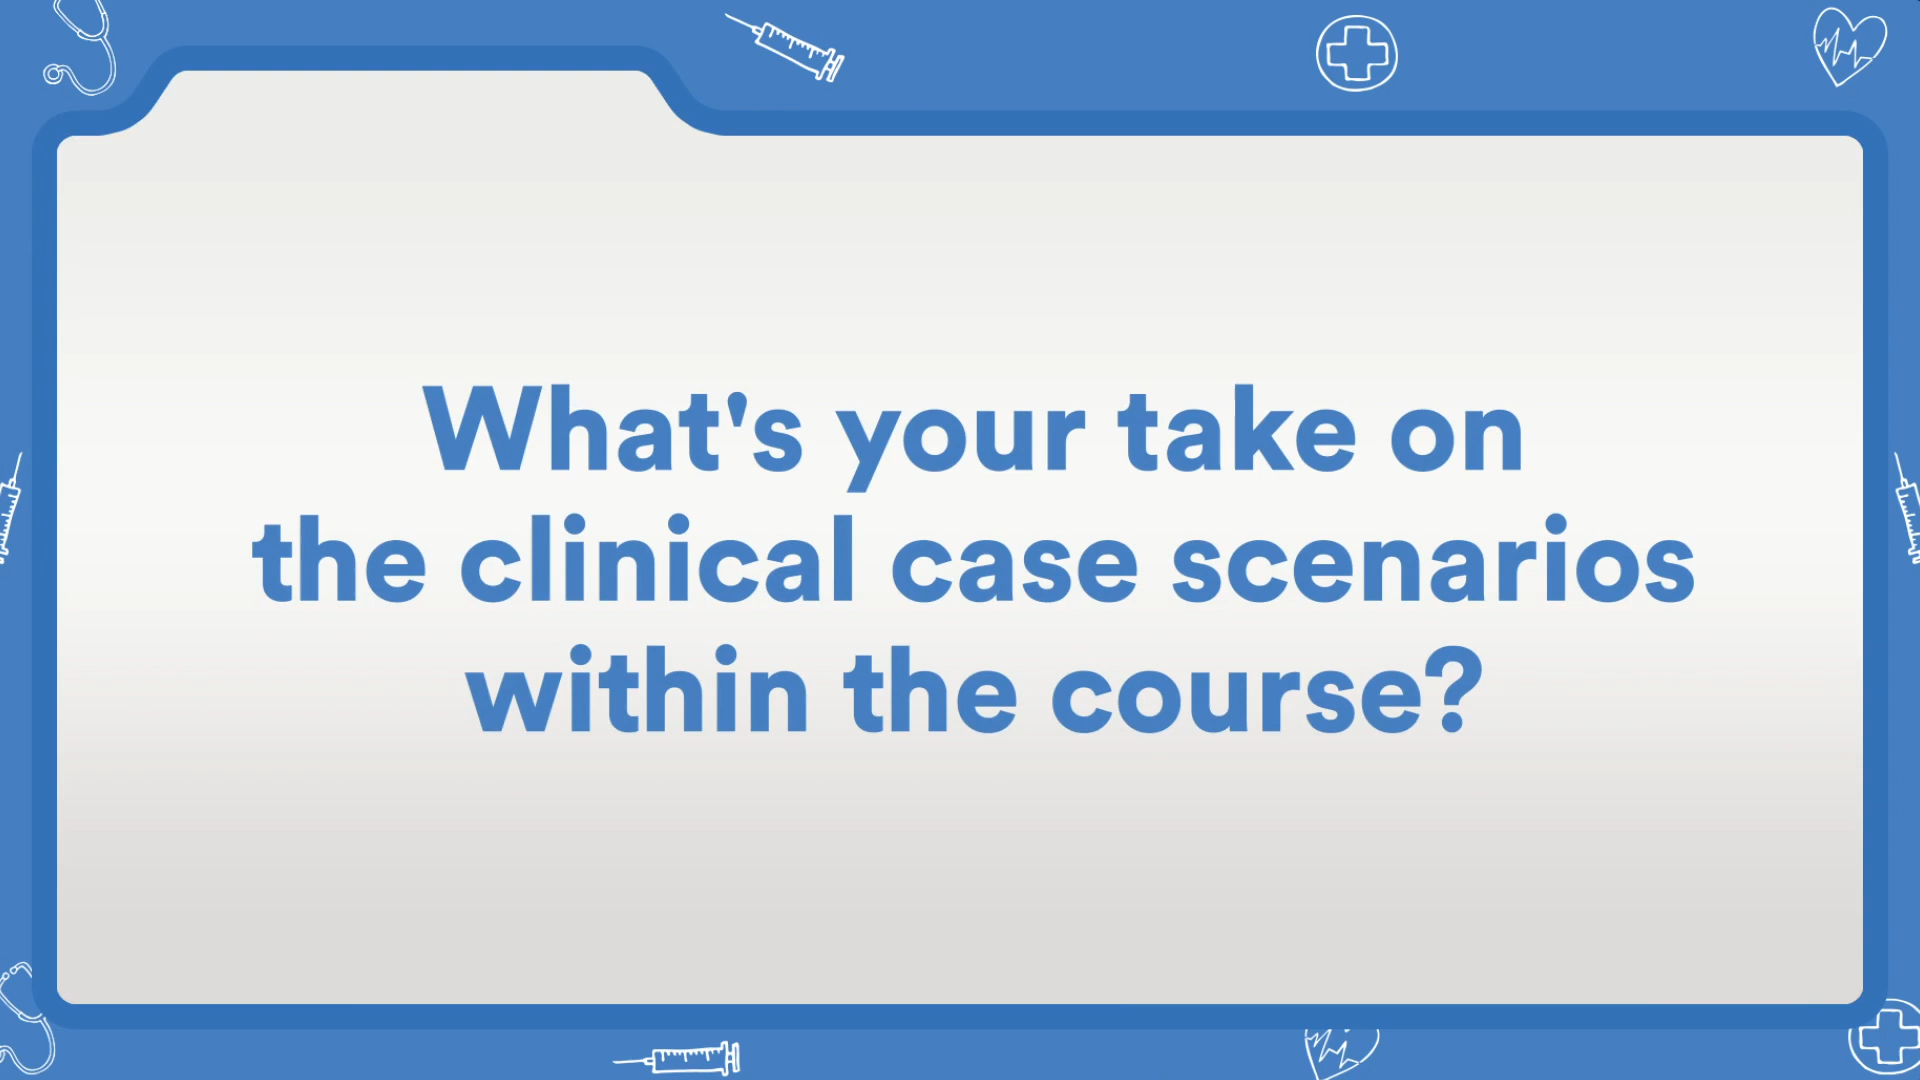 What's your take on
the clinical case scenarios
within the course?